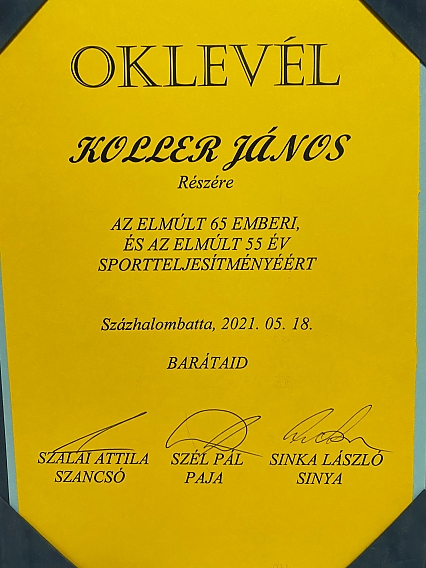 OKLEVÉL
KOLLER JÁNOS
Részére
AZ ELMÚLT 65 EMBERI,
ÉS AZ ELMÚLT 55 ÉV
SPORTTELJESÍTMÉNYÉÉRT
Százhalombatta, 2021. 05. 18.
BARÁTAID
SZALAI ATTILA SZÉL PÁL SINKA LÁSZLÓ
SZANCSÓ PAJA SINYA